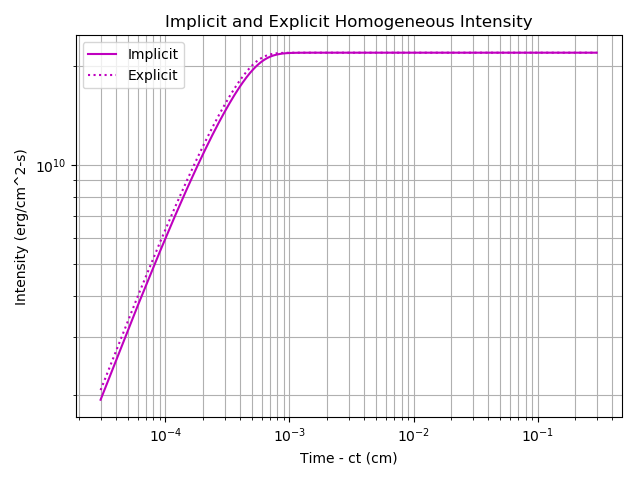 Implicit and Explicit Homogeneous Intensity
Implicit
Explicit
Intensity (erg/cm^2-s)
10^10
10^-4 10^-3 10^-2 10^-1
Time - ct (cm)